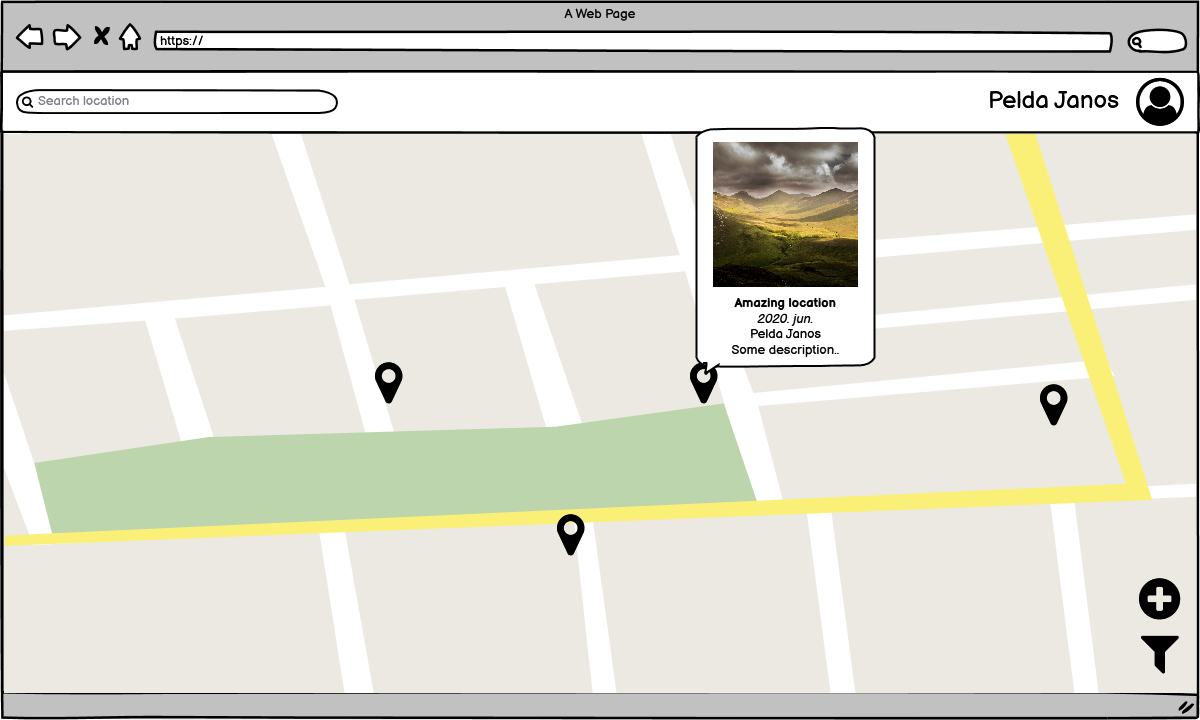 A Web Page
https://
Search location
Pelda Janos
Amazing location
2020. jun.
Pelda Janos
Some description..